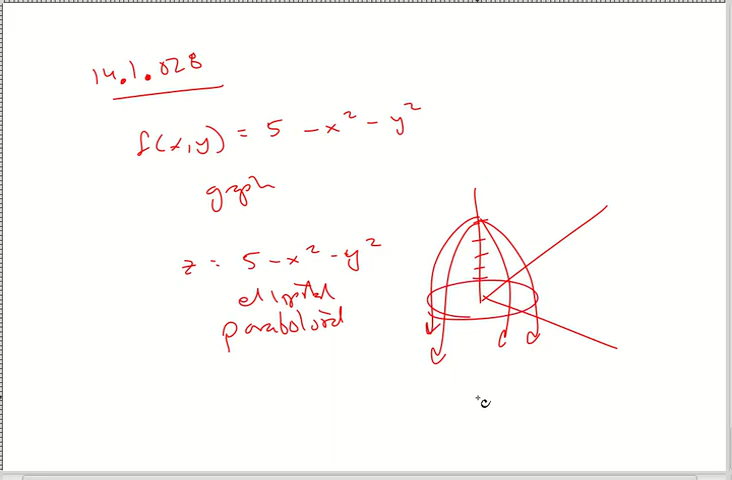 14.1.028
f(x,y) = 5 - x² - y²
graph
z = 5 - x² - y²
elliptical
paraboloid